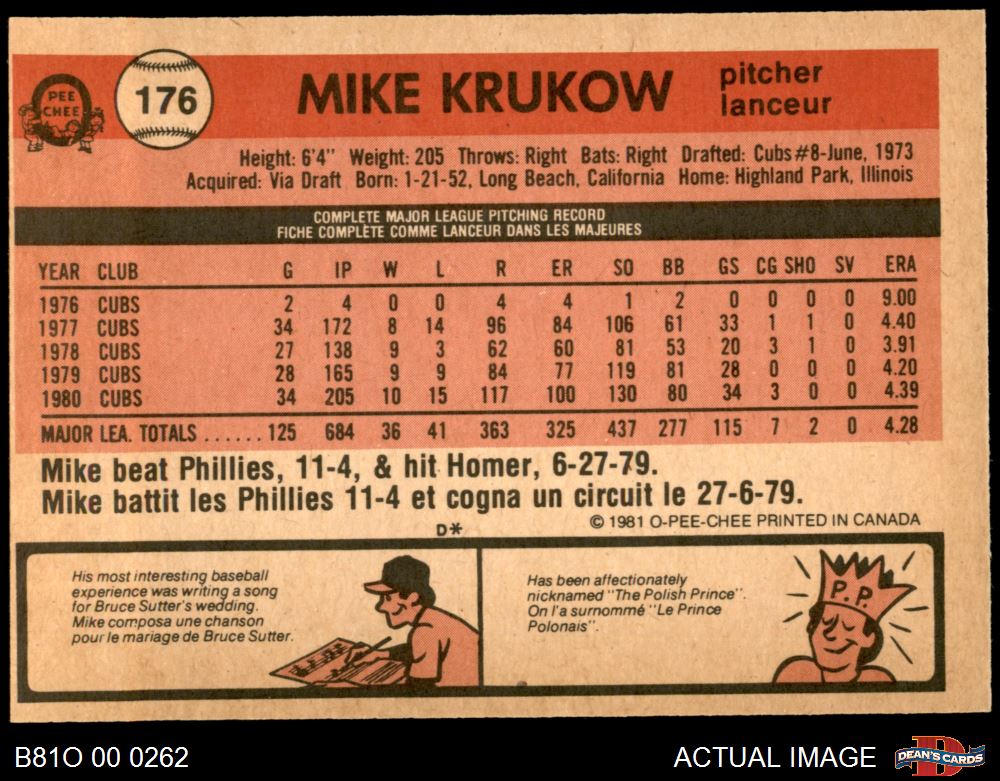 PEE
CHEE
176
MIKE KRUKOW
pitcher
lanceur
Height: 6'4" Weight: 205 Throws: Right Bats: Right Drafted: Cubs #8-June, 1973
Acquired: Via Draft Born: 1-21-52, Long Beach, California Home: Highland Park, Illinois
COMPLETE MAJOR LEAGUE PITCHING RECORD
FICHE COMPLÈTE COMME LANCEUR DANS LES MAJEURES
YEAR CLUB G IP W L R ER SO BB GS CG SHO SV ERA
1976 CUBS 2 4 0 0 4 4 1 2 0 0 0 0 9.00
1977 CUBS 34 172 8 14 96 84 106 61 33 1 1 0 4.40
1978 CUBS 27 138 9 3 62 60 81 53 20 3 1 0 3.91
1979 CUBS 28 165 9 9 84 77 119 81 28 0 0 0 4.20
1980 CUBS 34 205 10 15 117 100 130 80 34 3 0 0 4.39
MAJOR LEA. TOTALS ...... 125 684 36 41 363 325 437 277 115 7 2 0 4.28
Mike beat Phillies, 11-4, & hit Homer, 6-27-79.
Mike battit les Phillies 11-4 et cogna un circuit le 27-6-79.
© 1981 O-PEE-CHEE PRINTED IN CANADA
D*
His most interesting baseball
experience was writing a song
for Bruce Sutter's wedding.
Mike composa une chanson
pour le mariage de Bruce Sutter.
Has been affectionately
nicknamed "The Polish Prince".
On l'a surnommé "Le Prince
Polonais".
P.P.
B81O 00 0262
ACTUAL IMAGE
DEAN'S CARDS